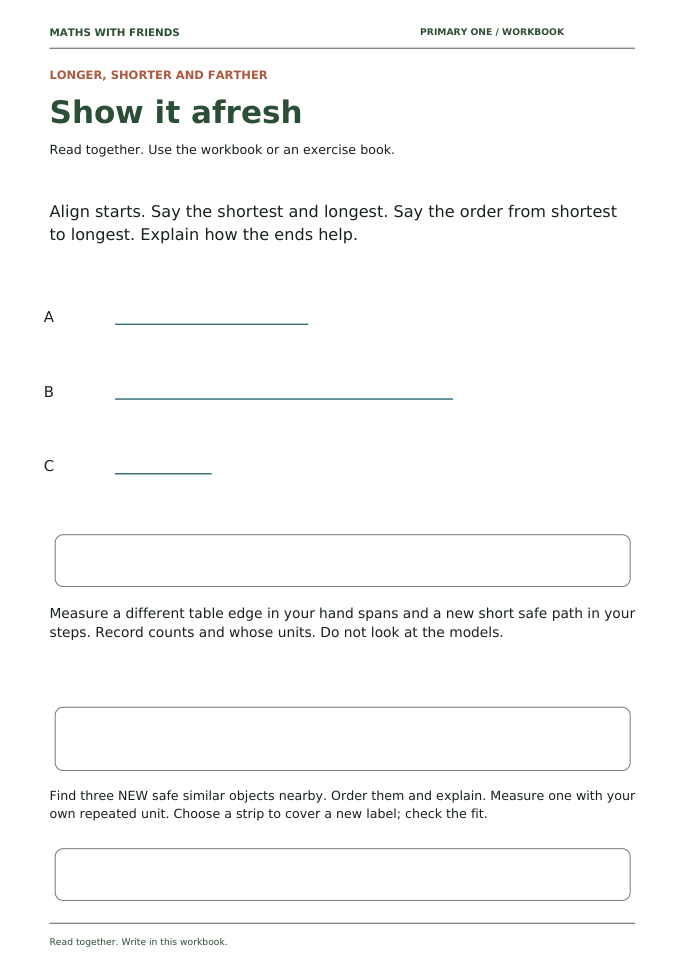 MATHS WITH FRIENDS
PRIMARY ONE / WORKBOOK
LONGER, SHORTER AND FARTHER
Show it afresh
Read together. Use the workbook or an exercise book.
Align starts. Say the shortest and longest. Say the order from shortest
to longest. Explain how the ends help.
A
B
C
Measure a different table edge in your hand spans and a new short safe path in your
steps. Record counts and whose units. Do not look at the models.
Find three NEW safe similar objects nearby. Order them and explain. Measure one with your
own repeated unit. Choose a strip to cover a new label; check the fit.
Read together. Write in this workbook.